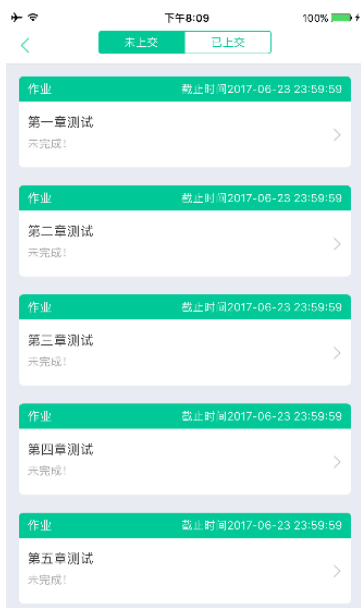 下午8:09
100%
未上交
已上交
作业
截止时间2017-06-23 23:59:59
第一章测试
未完成！
作业
截止时间2017-06-23 23:59:59
第二章测试
未完成！
作业
截止时间2017-06-23 23:59:59
第三章测试
未完成！
作业
截止时间2017-06-23 23:59:59
第四章测试
未完成！
作业
截止时间2017-06-23 23:59:59
第五章测试
未完成！